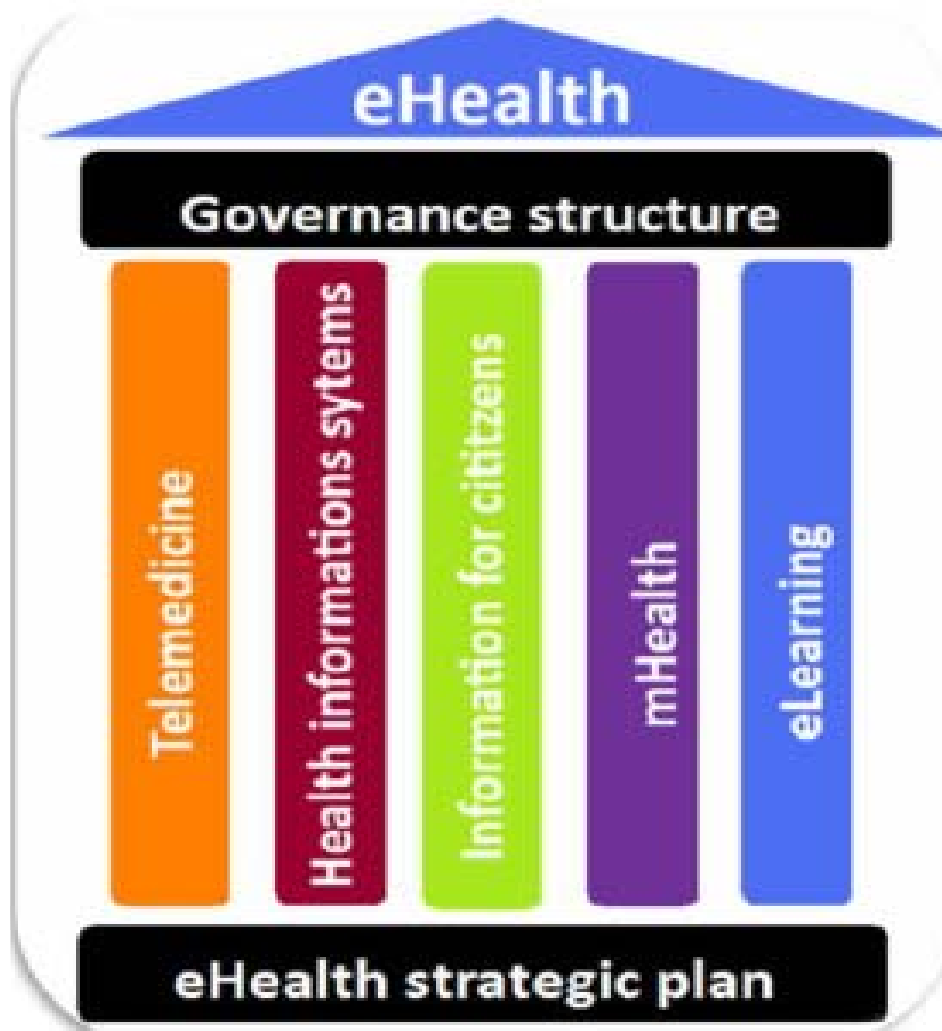 eHealth
Governance structure
Telemedicine
Health informations sytems
Information for cititzens
mHealth
eLearning
eHealth strategic plan